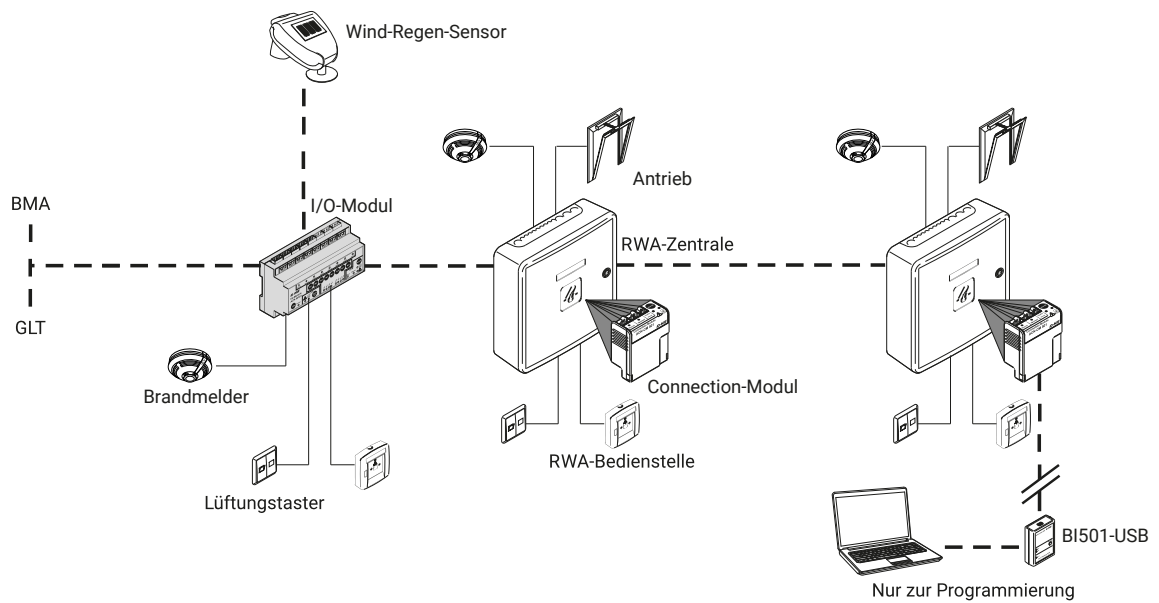 Wind-Regen-Sensor
BMA
I/O-Modul
Antrieb
RWA-Zentrale
GLT
Brandmelder
Connection-Modul
RWA-Bedienstelle
Lüftungstaster
BI501-USB
Nur zur Programmierung